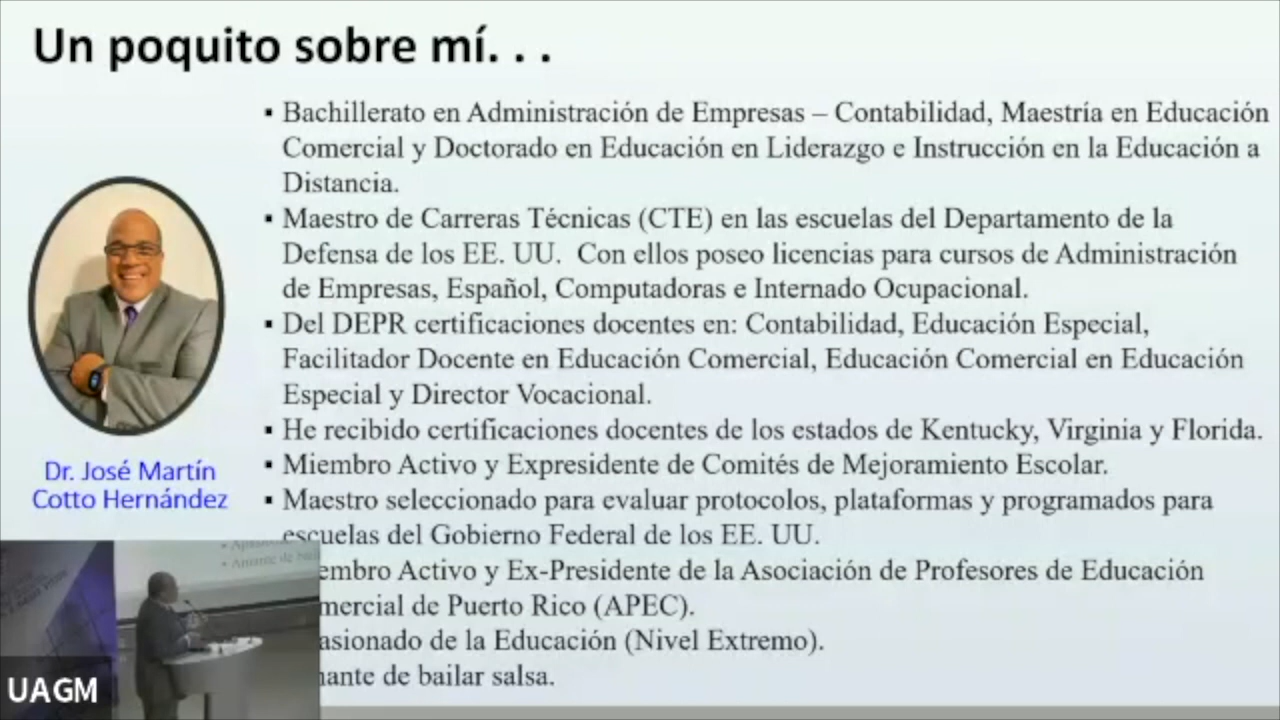 Un poquito sobre mí. . .
▪ Bachillerato en Administración de Empresas – Contabilidad, Maestría en Educación
Comercial y Doctorado en Educación en Liderazgo e Instrucción en la Educación a
Distancia.
▪ Maestro de Carreras Técnicas (CTE) en las escuelas del Departamento de la
Defensa de los EE. UU.  Con ellos poseo licencias para cursos de Administración
de Empresas, Español, Computadoras e Internado Ocupacional.
▪ Del DEPR certificaciones docentes en: Contabilidad, Educación Especial,
Facilitador Docente en Educación Comercial, Educación Comercial en Educación
Especial y Director Vocacional.
▪ He recibido certificaciones docentes de los estados de Kentucky, Virginia y Florida.
▪ Miembro Activo y Expresidente de Comités de Mejoramiento Escolar.
▪ Maestro seleccionado para evaluar protocolos, plataformas y programados para
escuelas del Gobierno Federal de los EE. UU.
embro Activo y Ex-Presidente de la Asociación de Profesores de Educación
mercial de Puerto Rico (APEC).
asionado de la Educación (Nivel Extremo).
nante de bailar salsa.
Dr. José Martín
Cotto Hernández
Amante de bail
UAGM